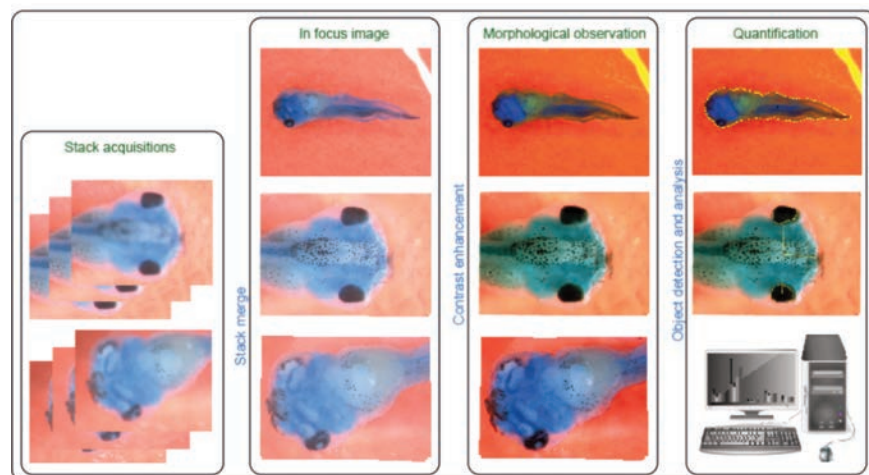 Stack acquisitions
Stack merge
In focus image
Contrast enhancement
Morphological observation
Object detection and analysis
Quantification